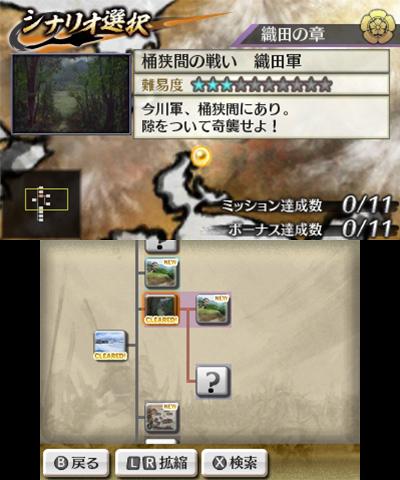 シナリオ選択
織田の章
桶狭間の戦い 織田軍
難易度 ★★★★★★★★★★
今川軍、桶狭間にあり。
隙をついて奇襲せよ！
ミッション達成数 0/11
ボーナス達成数 0/11
?
NEW
CLEARED!
NEW
CLEARED!
?
NEW
B 戻る
L R 拡縮
X 検索